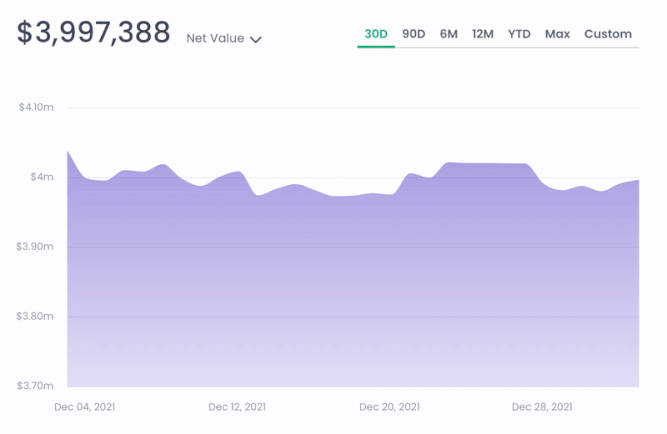 $3,997,388 Net Value
30D 90D 6M 12M YTD Max Custom
$4.10m
$4m
$3.90m
$3.80m
$3.70m
Dec 04, 2021 Dec 12, 2021 Dec 20, 2021 Dec 28, 2021